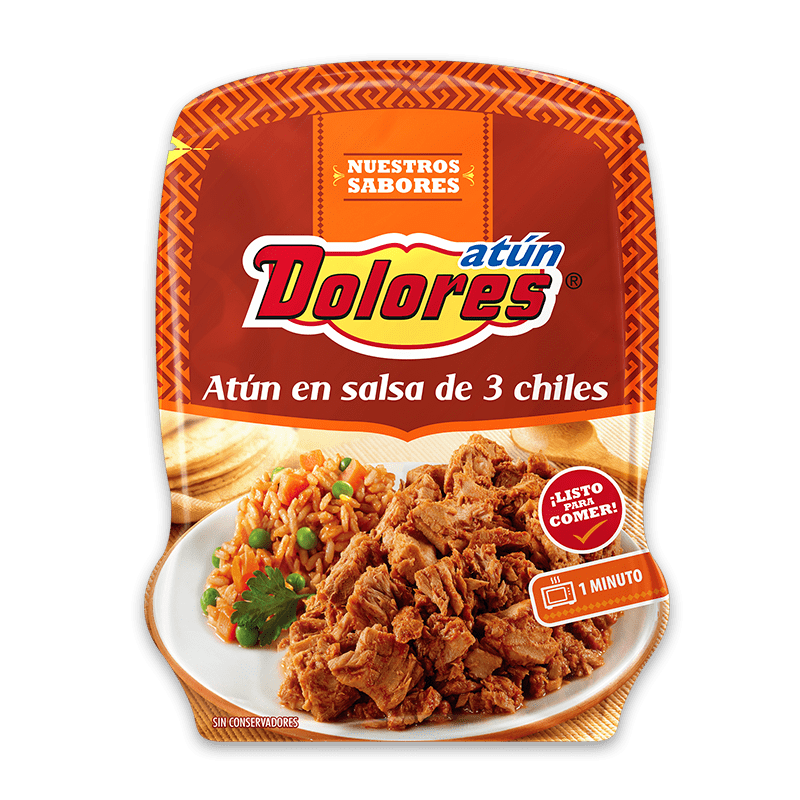 NUESTROS
SABORES
atún
Dolores®
Atún en salsa de 3 chiles
¡LISTO
PARA
COMER!
1 MINUTO
SIN CONSERVADORES